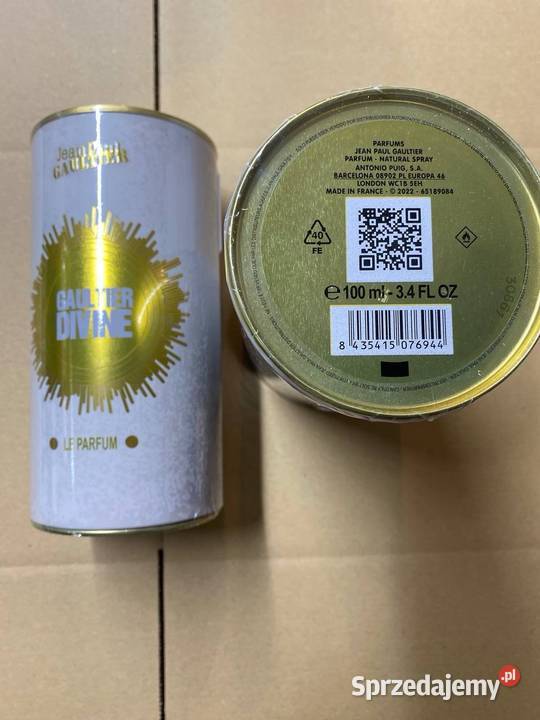 Jean Paul
GAULTIER
GAULTIER
DIVINE
LE PARFUM
PARFUMS
JEAN PAUL GAULTIER
PARFUM - NATURAL SPRAY
ANTONIO PUIG, S.A.
BARCELONA 08902 PL EUROPA 46
LONDON WC1B 5EH
MADE IN FRANCE - © - 2022 - 65189084
40
FE
e 100 ml - 3.4 FL OZ
8 435415 076944
Sprzedajemy.pl